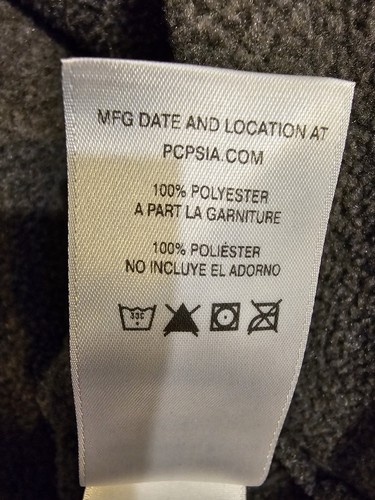 MFG DATE AND LOCATION AT
PCPSIA.COM
100% POLYESTER
A PART LA GARNITURE
100% POLIÉSTER
NO INCLUYE EL ADORNO